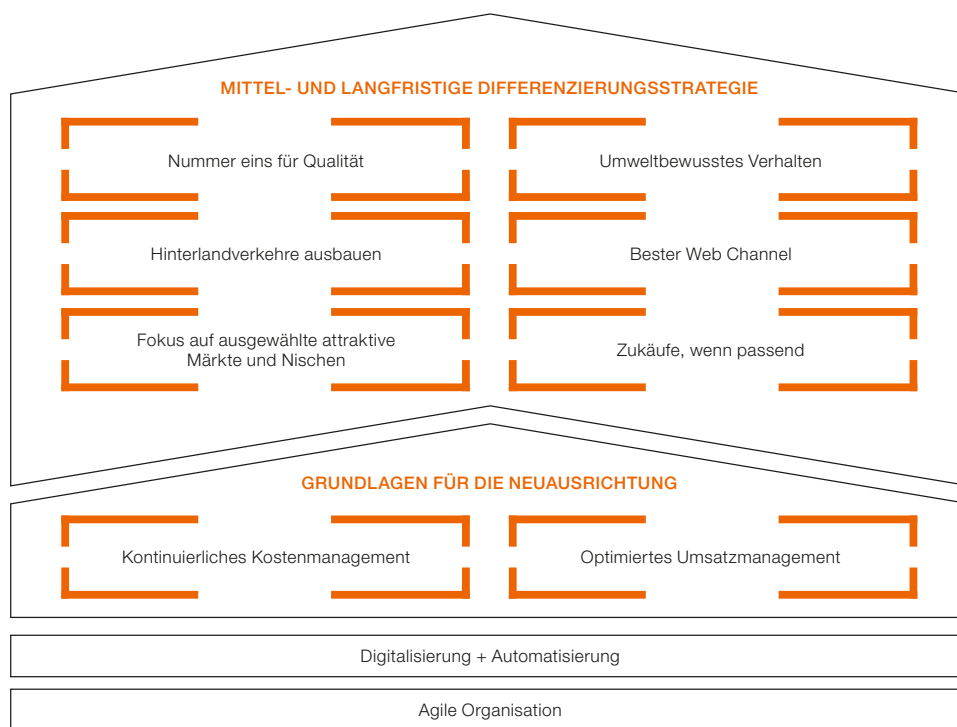 MITTEL- UND LANGFRISTIGE DIFFERENZIERUNGSSTRATEGIE
Nummer eins für Qualität
Umweltbewusstes Verhalten
Hinterlandverkehre ausbauen
Bester Web Channel
Fokus auf ausgewählte attraktive
Märkte und Nischen
Zukäufe, wenn passend
GRUNDLAGEN FÜR DIE NEUAUSRICHTUNG
Kontinuierliches Kostenmanagement
Optimiertes Umsatzmanagement
Digitalisierung + Automatisierung
Agile Organisation